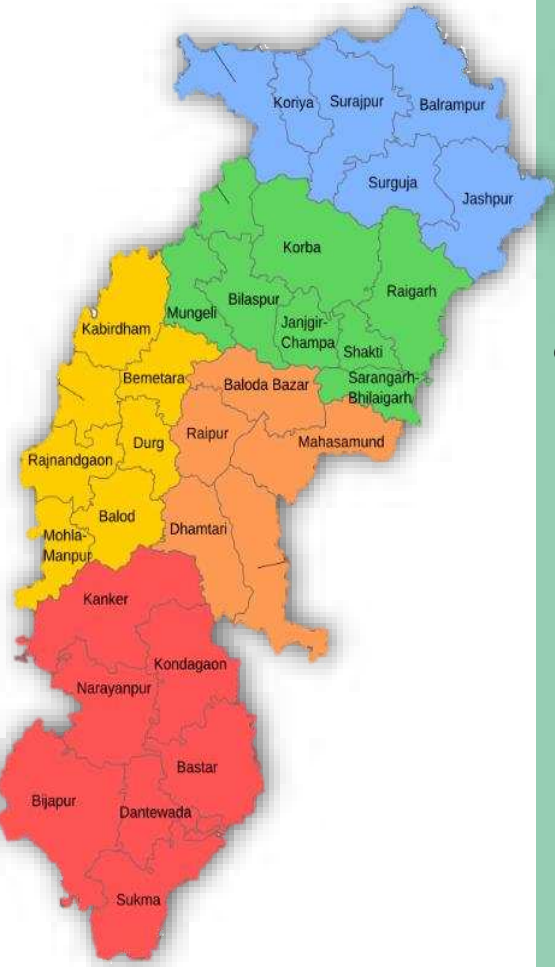 Koriya
Surajpur
Balrampur
Surguja
Jashpur
Korba
Raigarh
Bilaspur
Mungeli
Janjgir-
Champa
Shakti
Sarangarh-
Bhilaigarh
Kabirdham
Bemetara
Baloda Bazar
Durg
Raipur
Mahasamund
Rajnandgaon
Balod
Dhamtari
Mohla-
Manpur
Kanker
Kondagaon
Narayanpur
Bastar
Bijapur
Dantewada
Sukma